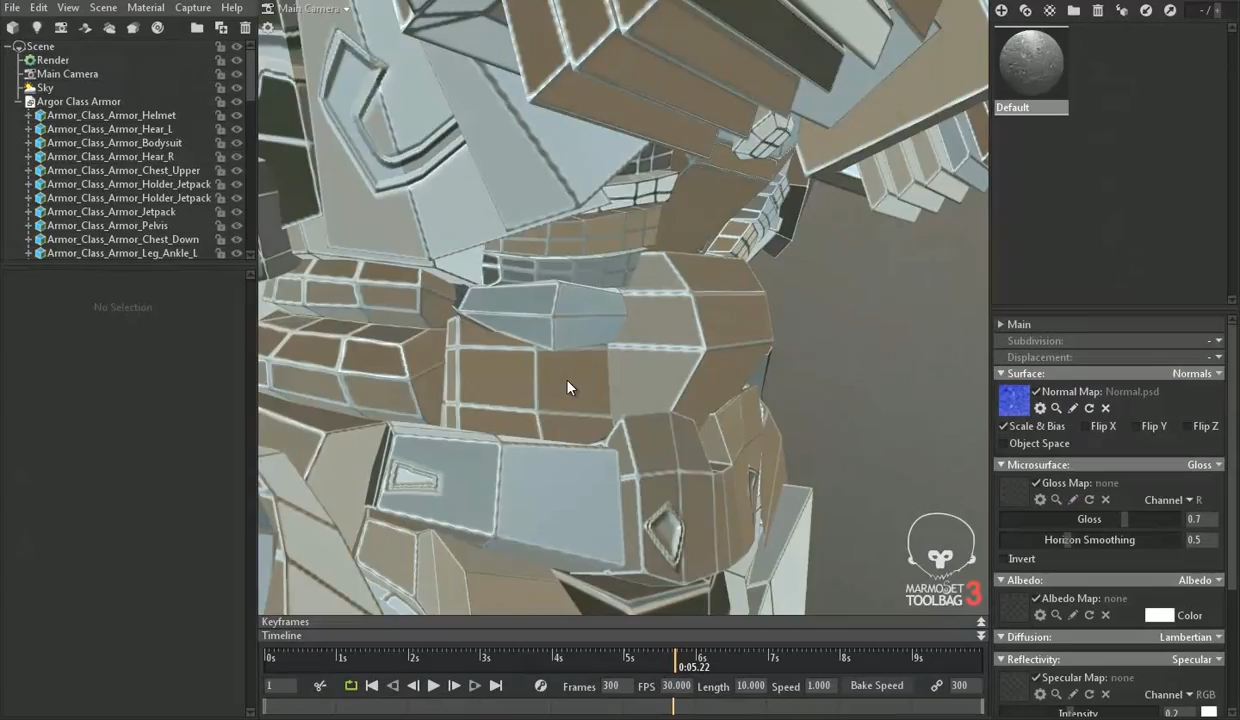 File Edit View Scene Material Capture Help
Main Camera
- / +
Scene
Render
Main Camera
Sky
Argor Class Armor
Armor_Class_Armor_Helmet
Armor_Class_Armor_Hear_L
Armor_Class_Armor_Bodysuit
Armor_Class_Armor_Hear_R
Armor_Class_Armor_Chest_Upper
Armor_Class_Armor_Holder_Jetpack
Armor_Class_Armor_Holder_Jetpack
Armor_Class_Armor_Jetpack
Armor_Class_Armor_Pelvis
Armor_Class_Armor_Chest_Down
Armor_Class_Armor_Leg_Ankle_L
No Selection
Default
Main
Subdivision: -
Displacement: -
Surface: Normals
Normal Map: Normal.psd
Scale & Bias Flip X Flip Y Flip Z
Object Space
Microsurface: Gloss
Gloss Map: none
Channel R
Gloss 0.7
Horizon Smoothing 0.5
Invert
Albedo: Albedo
Albedo Map: none
Color
Diffusion: Lambertian
Reflectivity: Specular
Specular Map: none
Channel RGB
Intensity 0.2
MARMOSET
TOOLBAG 3
Keyframes
Timeline
0s 1s 2s 3s 4s 5s 6s 7s 8s 9s
0:05.22
1 Frames 300 FPS 30.000 Length 10.000 Speed 1.000 Bake Speed 300